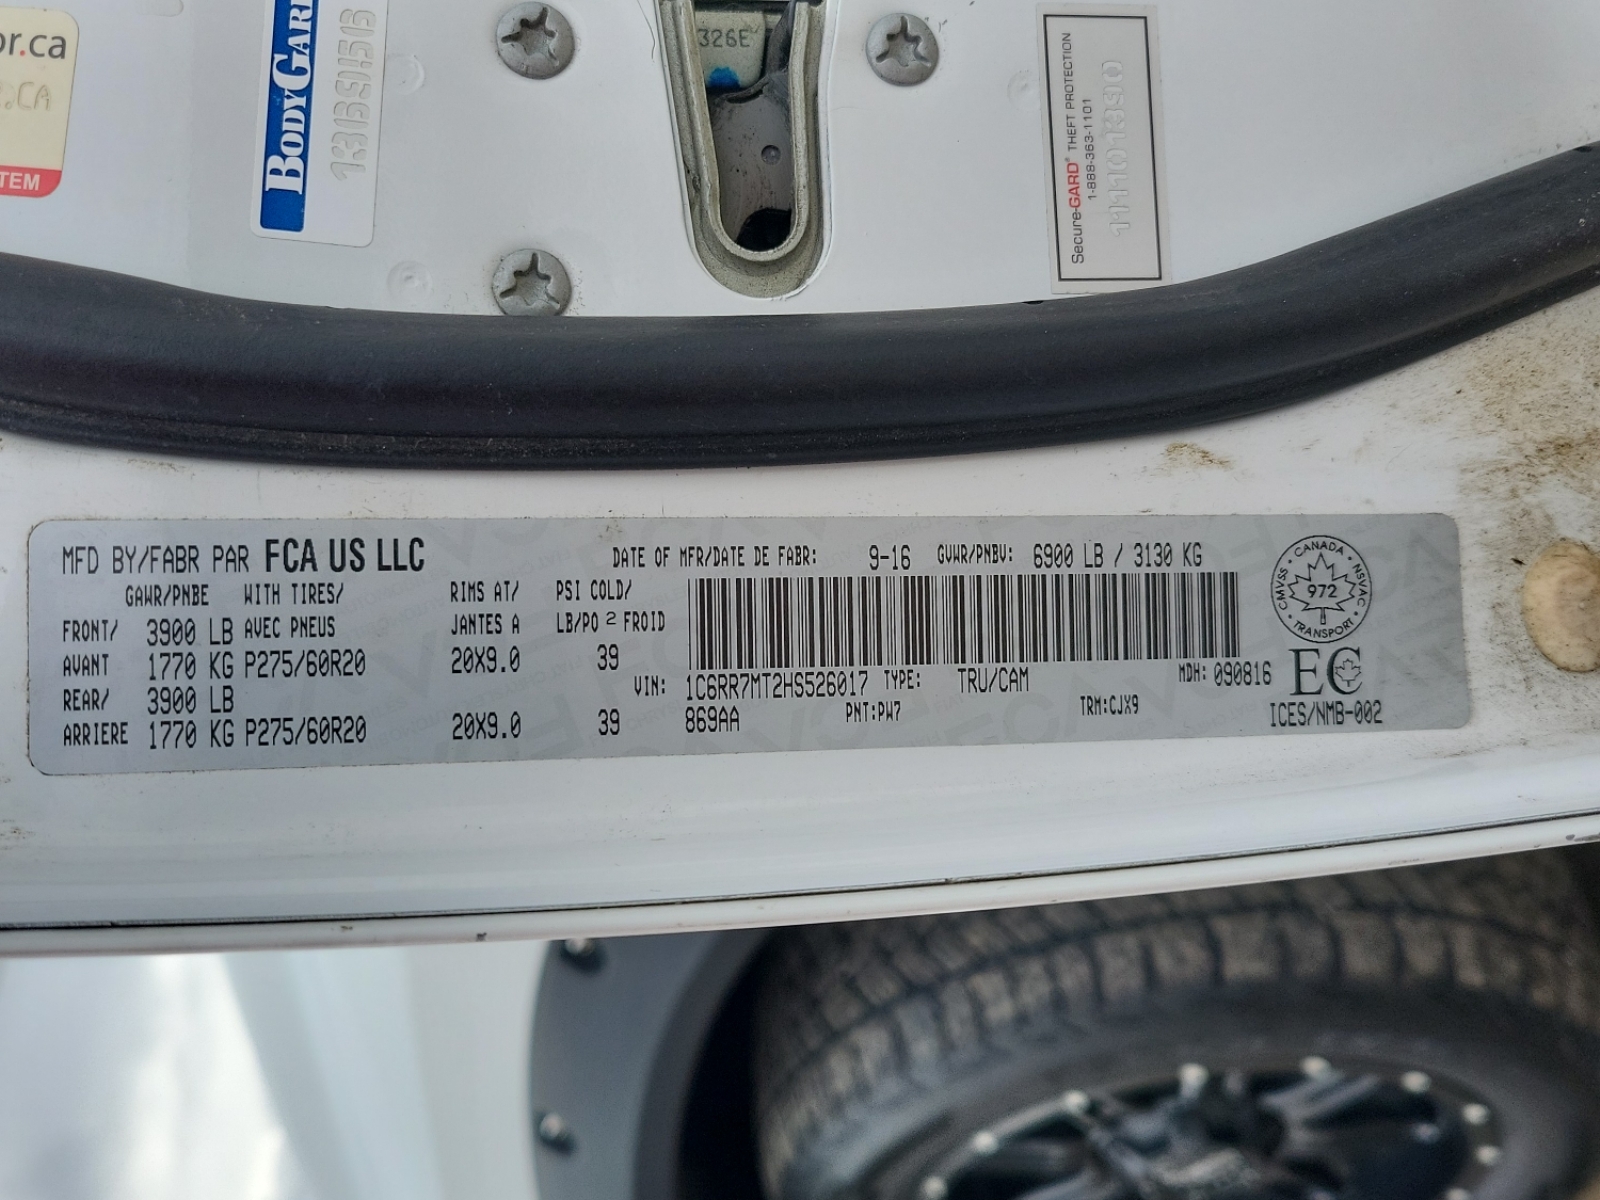 or.ca
.CA
TEM
BODYGARD
13B9I5B
326E
Secure-GARD® THEFT PROTECTION
1-888-363-1101
11101390
MFD BY/FABR PAR FCA US LLC DATE OF MFR/DATE DE FABR: 9-16 GVWR/PNBV: 6900 LB / 3130 KG
GAWR/PNBE WITH TIRES/ RIMS AT/ PSI COLD/
FRONT/ 3900 LB AVEC PNEUS JANTES A LB/PO 2 FROID
AVANT 1770 KG P275/60R20 20X9.0 39
REAR/ 3900 LB VIN: 1C6RR7MT2HS526017 TYPE: TRU/CAM MDH: 090816
ARRIERE 1770 KG P275/60R20 20X9.0 39 869AA PNT:PW7 TRM:CJX9
CANADA
CMVSS 972 NSVAC
TRANSPORT
EC
ICES/NMB-002